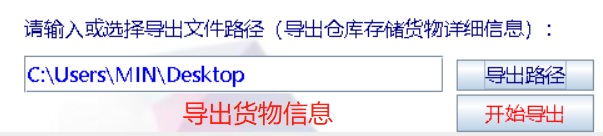 请输入或选择导出文件路径（导出仓库存储货物详细信息）：
C:\Users\MIN\Desktop
导出路径
导出货物信息
开始导出